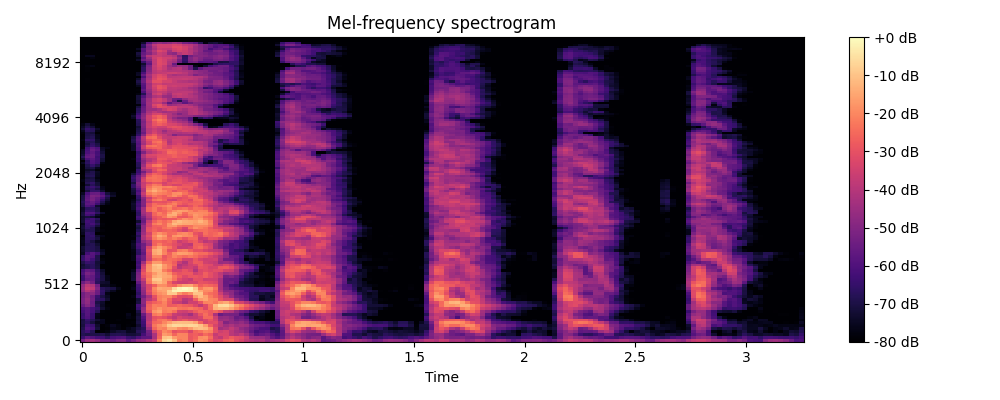 Mel-frequency spectrogram
Hz
8192
4096
2048
1024
512
0
0
0.5
1
1.5
2
2.5
3
Time
+0 dB
-10 dB
-20 dB
-30 dB
-40 dB
-50 dB
-60 dB
-70 dB
-80 dB